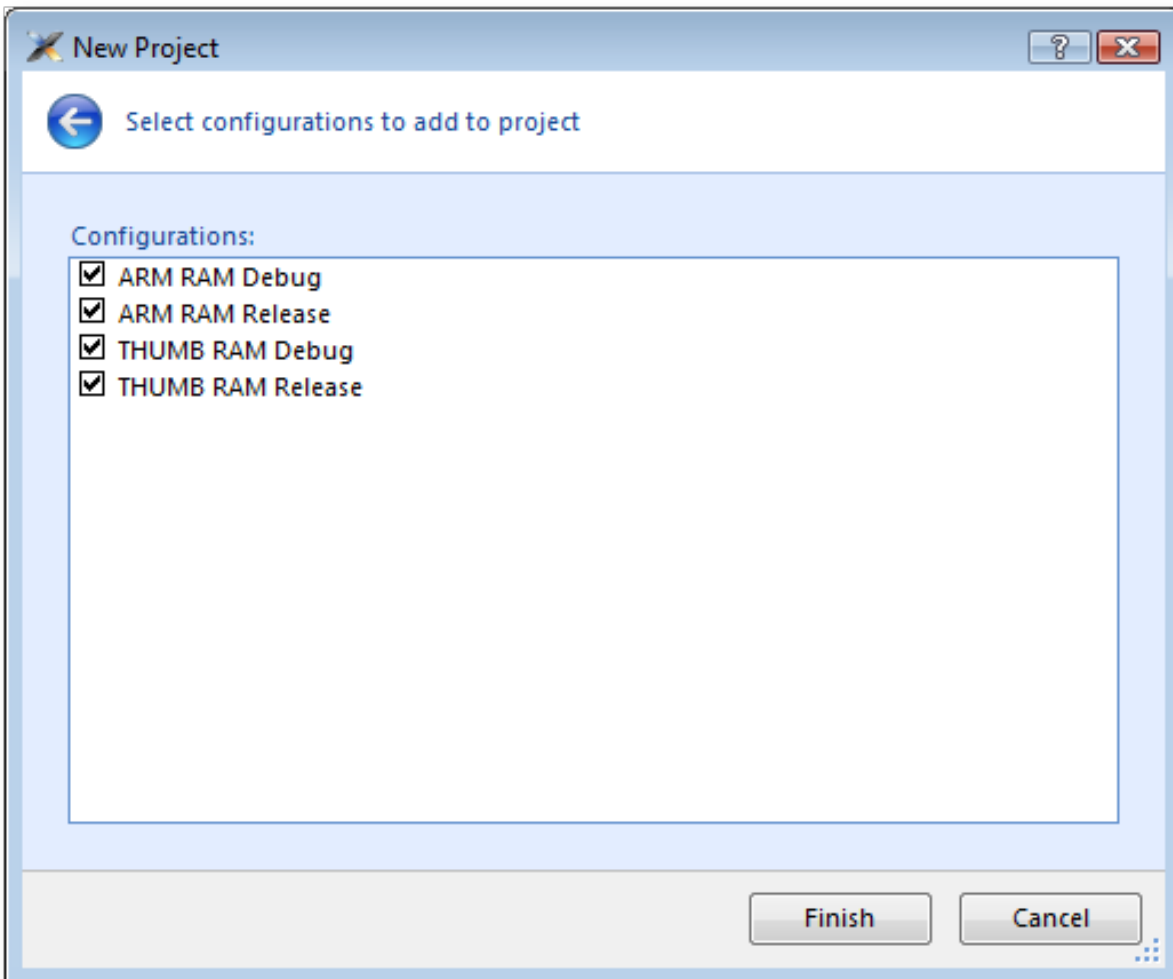 New Project
?
Select configurations to add to project
Configurations:
ARM RAM Debug
ARM RAM Release
THUMB RAM Debug
THUMB RAM Release
Finish
Cancel